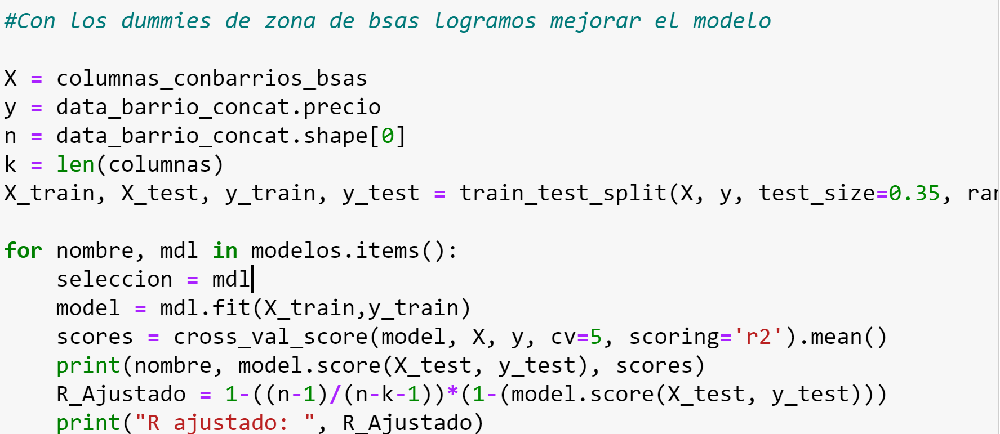 #Con los dummies de zona de bsas logramos mejorar el modelo
X = columnas_conbarrios_bsas
y = data_barrio_concat.precio
n = data_barrio_concat.shape[0]
k = len(columnas)
X_train, X_test, y_train, y_test = train_test_split(X, y, test_size=0.35, ran
for nombre, mdl in modelos.items():
    seleccion = mdl
    model = mdl.fit(X_train,y_train)
    scores = cross_val_score(model, X, y, cv=5, scoring='r2').mean()
    print(nombre, model.score(X_test, y_test), scores)
    R_Ajustado = 1-((n-1)/(n-k-1))*(1-(model.score(X_test, y_test)))
    print("R ajustado: ", R_Ajustado)